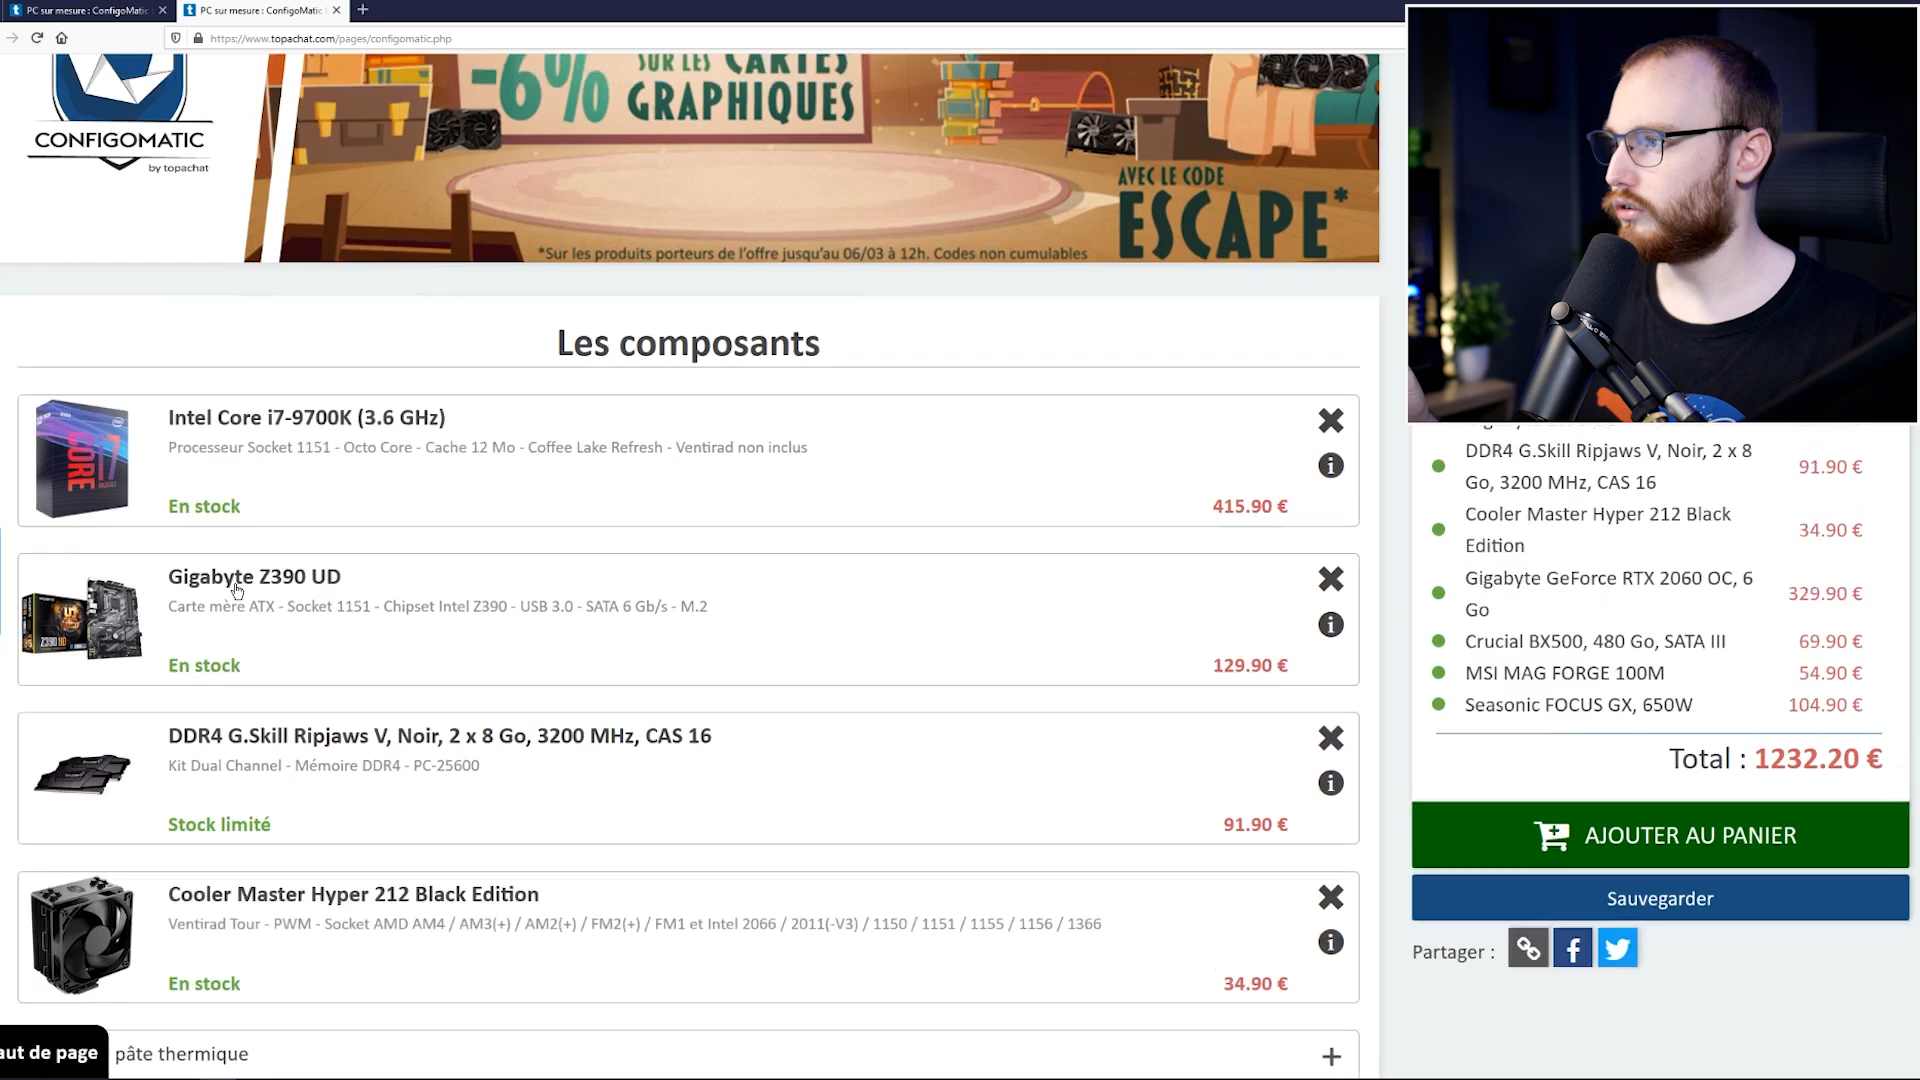 PC sur mesure : ConfigoMatic
PC sur mesure : ConfigoMatic
https://www.topachat.com/pages/configomatic.php
CONFIGOMATIC
by topachat
-6% SUR LES CARTES
GRAPHIQUES
AVEC LE CODE
ESCAPE*
*Sur les produits porteurs de l'offre jusqu'au 06/03 à 12h. Codes non cumulables
Les composants
Intel Core i7-9700K (3.6 GHz)
Processeur Socket 1151 - Octo Core - Cache 12 Mo - Coffee Lake Refresh - Ventirad non inclus
En stock
415.90 €
Gigabyte Z390 UD
Carte mère ATX - Socket 1151 - Chipset Intel Z390 - USB 3.0 - SATA 6 Gb/s - M.2
En stock
129.90 €
DDR4 G.Skill Ripjaws V, Noir, 2 x 8 Go, 3200 MHz, CAS 16
Kit Dual Channel - Mémoire DDR4 - PC-25600
Stock limité
91.90 €
Cooler Master Hyper 212 Black Edition
Ventirad Tour - PWM - Socket AMD AM4 / AM3(+) / AM2(+) / FM2(+) / FM1 et Intel 2066 / 2011(-V3) / 1150 / 1151 / 1155 / 1156 / 1366
En stock
34.90 €
aut de page
pâte thermique
DDR4 G.Skill Ripjaws V, Noir, 2 x 8
Go, 3200 MHz, CAS 16
91.90 €
Cooler Master Hyper 212 Black
Edition
34.90 €
Gigabyte GeForce RTX 2060 OC, 6
Go
329.90 €
Crucial BX500, 480 Go, SATA III
69.90 €
MSI MAG FORGE 100M
54.90 €
Seasonic FOCUS GX, 650W
104.90 €
Total : 1232.20 €
AJOUTER AU PANIER
Sauvegarder
Partager :